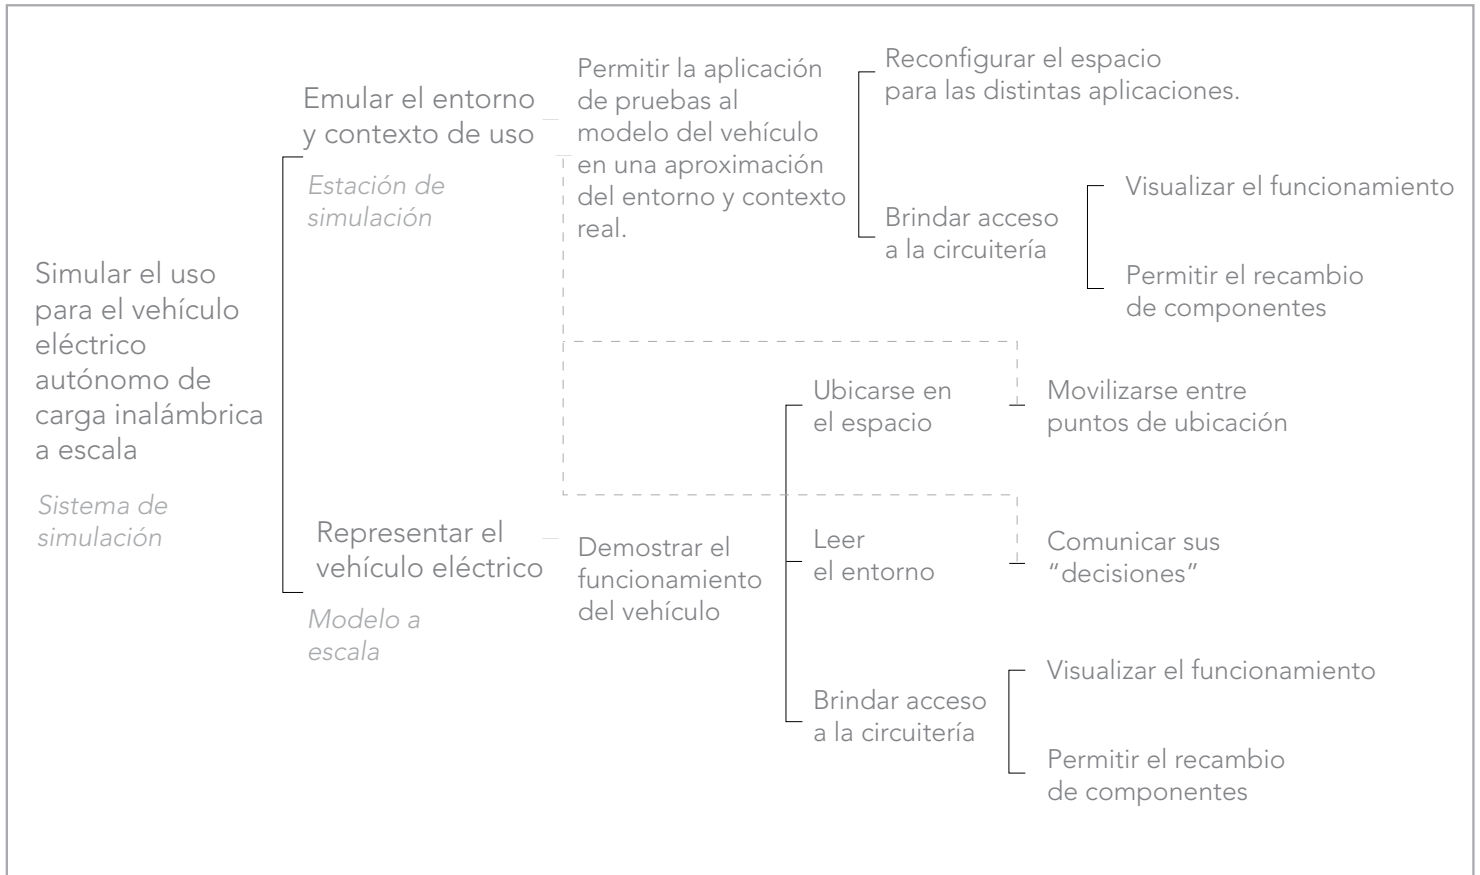 Simular el uso
para el vehículo
eléctrico
autónomo de
carga inalámbrica
a escala
Sistema de
simulación
Emular el entorno
y contexto de uso
Estación de
simulación
Permitir la aplicación
de pruebas al
modelo del vehículo
en una aproximación
del entorno y contexto
real.
Reconfigurar el espacio
para las distintas aplicaciones.
Brindar acceso
a la circuitería
Visualizar el funcionamiento
Permitir el recambio
de componentes
Representar el
vehículo eléctrico
Modelo a
escala
Demostrar el
funcionamiento
del vehículo
Ubicarse en
el espacio
Movilizarse entre
puntos de ubicación
Leer
el entorno
Comunicar sus
“decisiones”
Brindar acceso
a la circuitería
Visualizar el funcionamiento
Permitir el recambio
de componentes